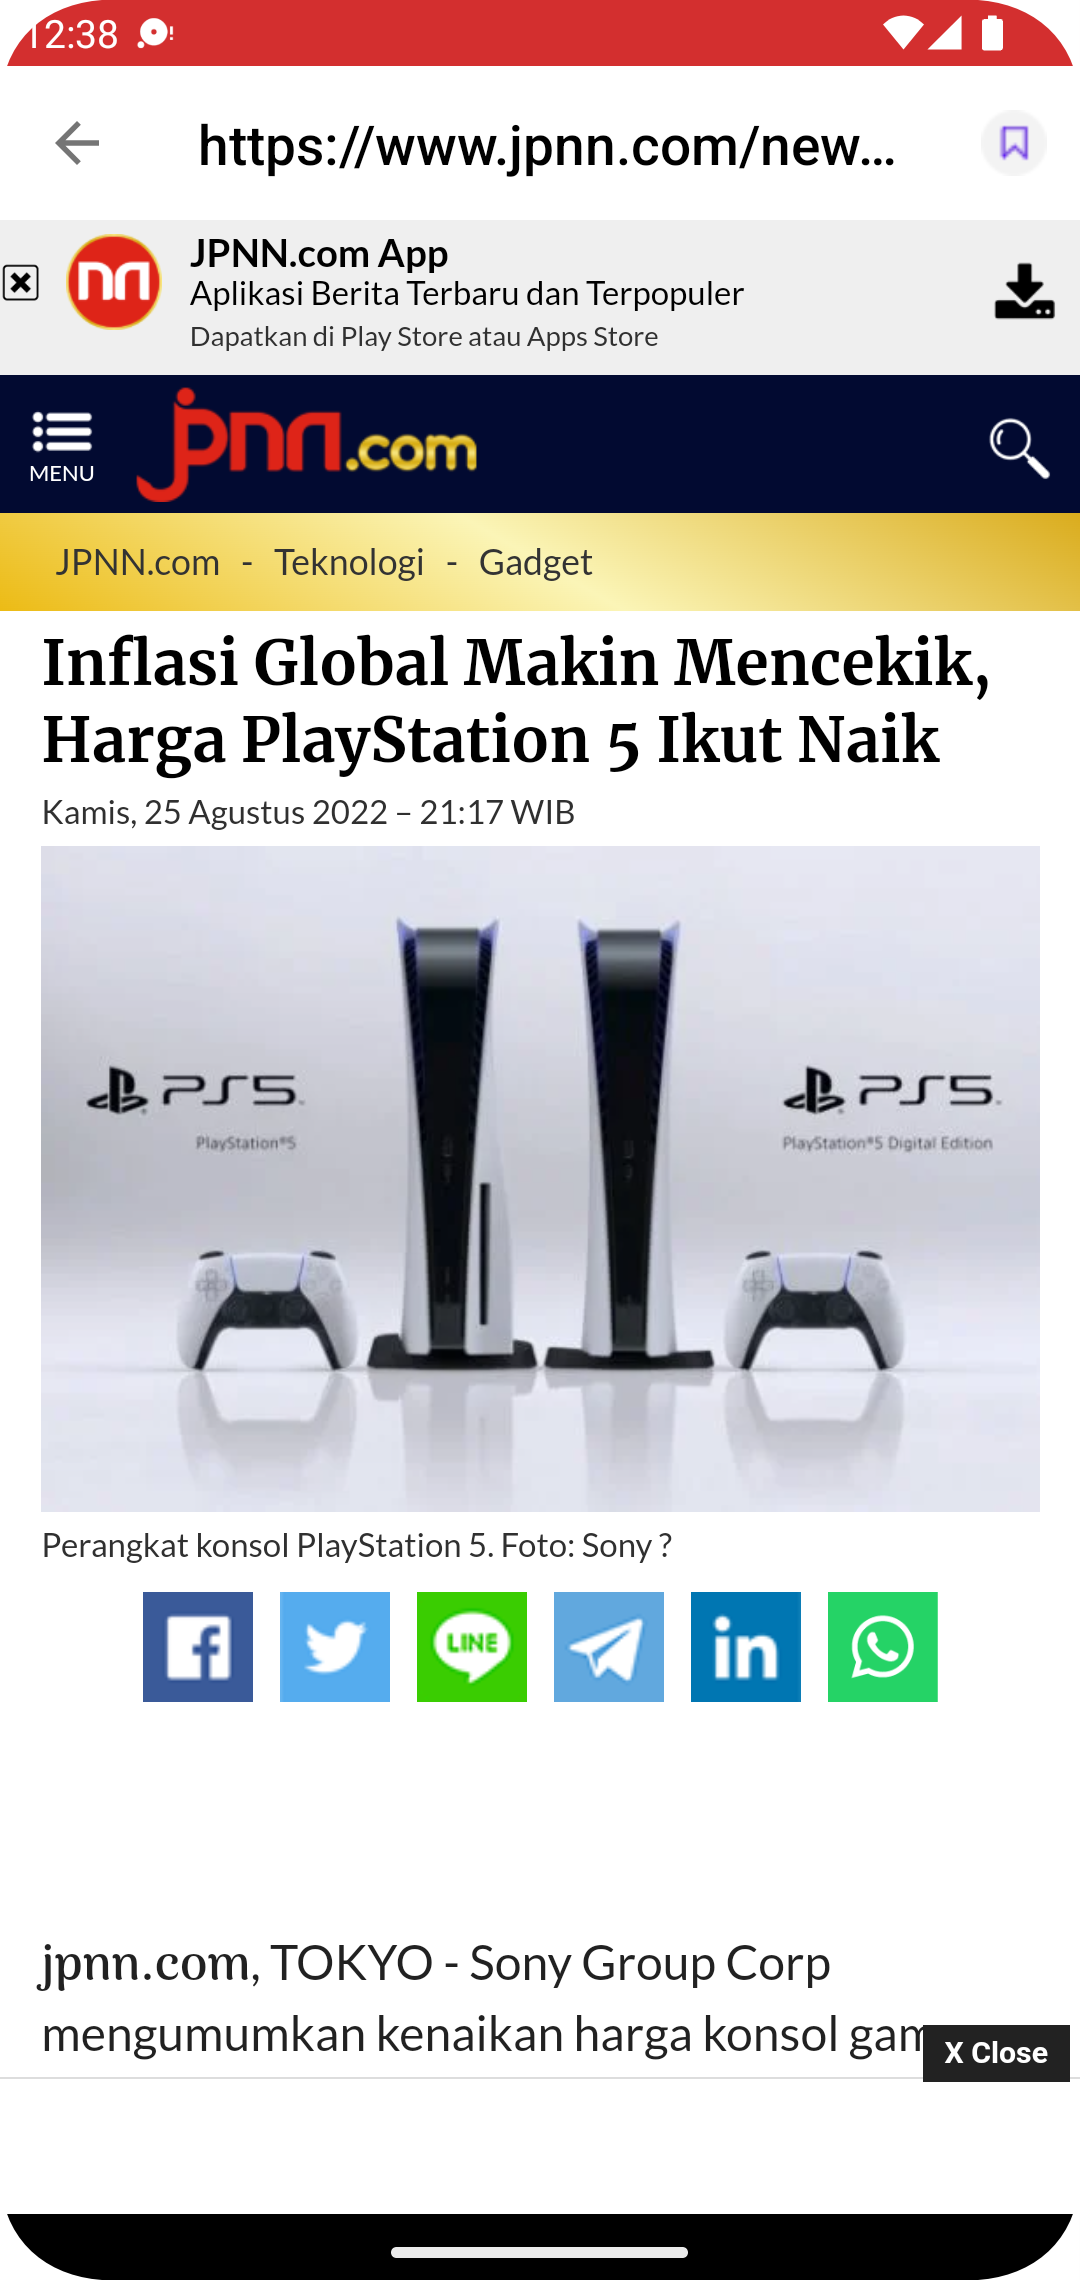 12:38
https://www.jpnn.com/new...
JPNN.com App
Aplikasi Berita Terbaru dan Terpopuler
Dapatkan di Play Store atau Apps Store
MENU
jpnn.com
JPNN.com - Teknologi - Gadget
Inflasi Global Makin Mencekik,
Harga PlayStation 5 Ikut Naik
Kamis, 25 Agustus 2022 – 21:17 WIB
PS5 PS5
PlayStation®5 PlayStation®5 Digital Edition
Perangkat konsol PlayStation 5. Foto: Sony ?
LINE
in
jpnn.com, TOKYO - Sony Group Corp
mengumumkan kenaikan harga konsol gam
X Close